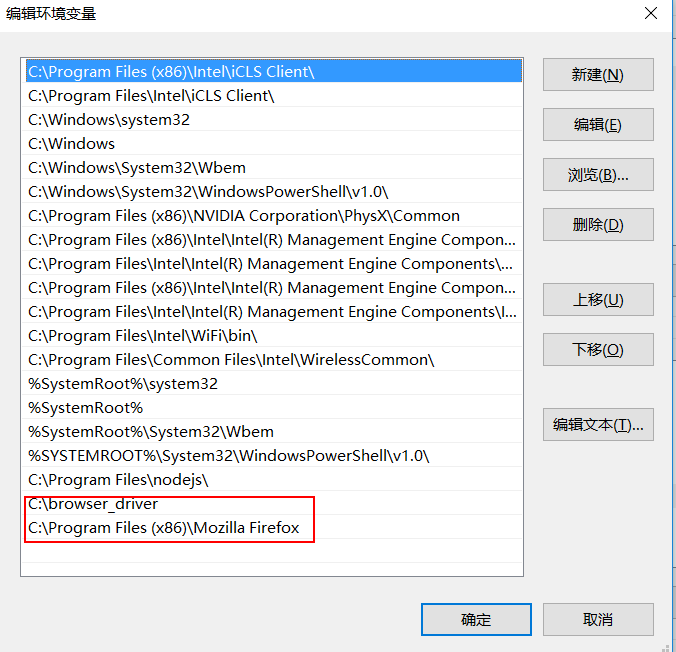 编辑环境变量
C:\Program Files (x86)\Intel\iCLS Client\
新建(N)
C:\Program Files\Intel\iCLS Client\
C:\Windows\system32
编辑(E)
C:\Windows
C:\Windows\System32\Wbem
浏览(B)...
C:\Windows\System32\WindowsPowerShell\v1.0\
C:\Program Files (x86)\NVIDIA Corporation\PhysX\Common
删除(D)
C:\Program Files (x86)\Intel\Intel(R) Management Engine Compon...
C:\Program Files\Intel\Intel(R) Management Engine Components\...
C:\Program Files (x86)\Intel\Intel(R) Management Engine Compon...
上移(U)
C:\Program Files\Intel\Intel(R) Management Engine Components\I...
C:\Program Files\Intel\WiFi\bin\
下移(O)
C:\Program Files\Common Files\Intel\WirelessCommon\
%SystemRoot%\system32
%SystemRoot%
编辑文本(T)...
%SystemRoot%\System32\Wbem
%SYSTEMROOT%\System32\WindowsPowerShell\v1.0\
C:\Program Files\nodejs\
C:\browser_driver
C:\Program Files (x86)\Mozilla Firefox
确定
取消